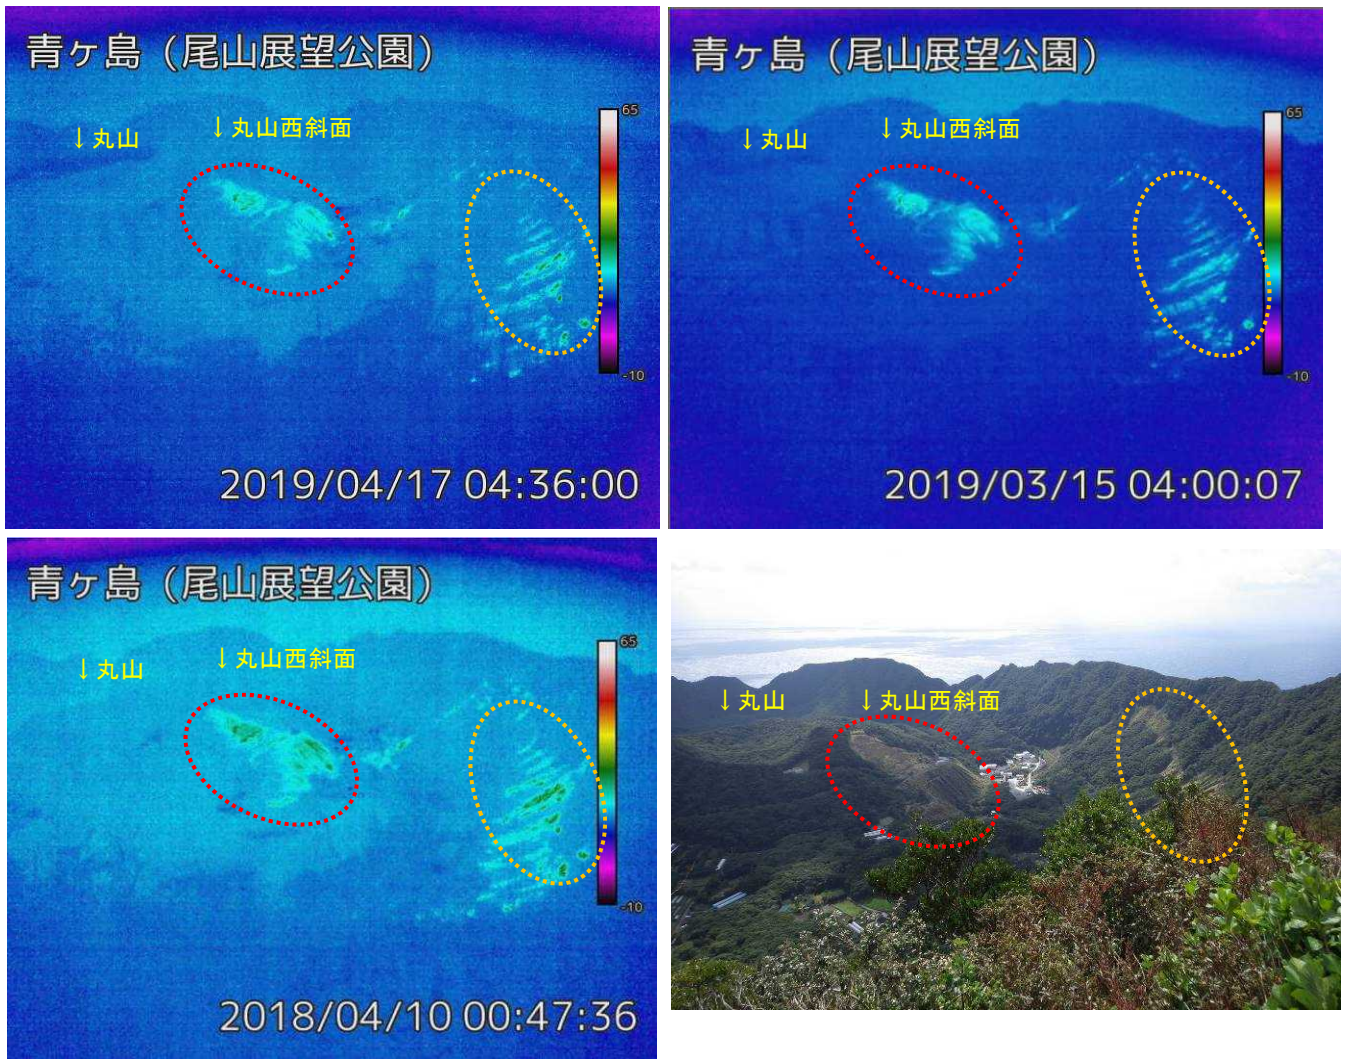 青ヶ島（尾山展望公園）
↓丸山
↓丸山西斜面
65
-10
2019/04/17 04:36:00
青ヶ島（尾山展望公園）
↓丸山
↓丸山西斜面
65
-10
2019/03/15 04:00:07
青ヶ島（尾山展望公園）
↓丸山
↓丸山西斜面
65
-10
2018/04/10 00:47:36
↓丸山
↓丸山西斜面